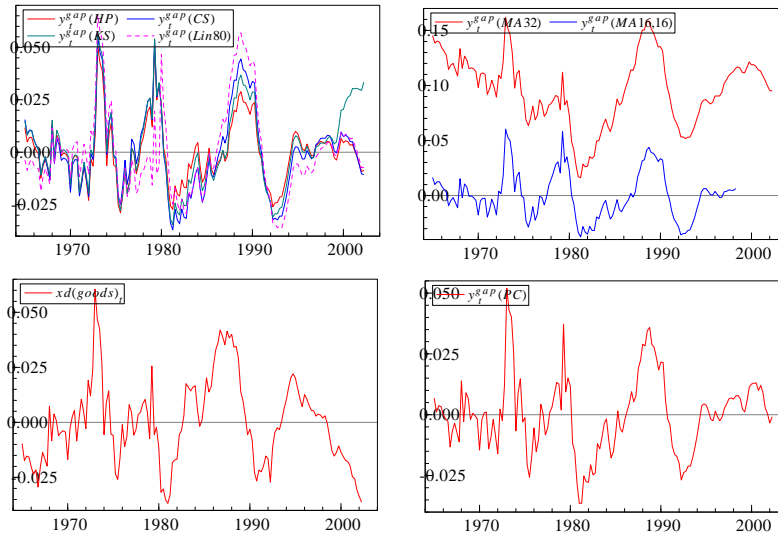 y_t^{gap}(HP) y_t^{gap}(CS)
y_t^{gap}(KS) y_t^{gap}(Lin80)
0.050
0.025
0.000
-0.025
1970 1980 1990 2000
y_t^{gap}(MA32) y_t^{gap}(MA16,16)
0.15
0.10
0.05
0.00
1970 1980 1990 2000
xd(goods)_t
0.050
0.025
0.000
-0.025
1970 1980 1990 2000
y_t^{gap}(PC)
0.050
0.025
0.000
-0.025
1970 1980 1990 2000